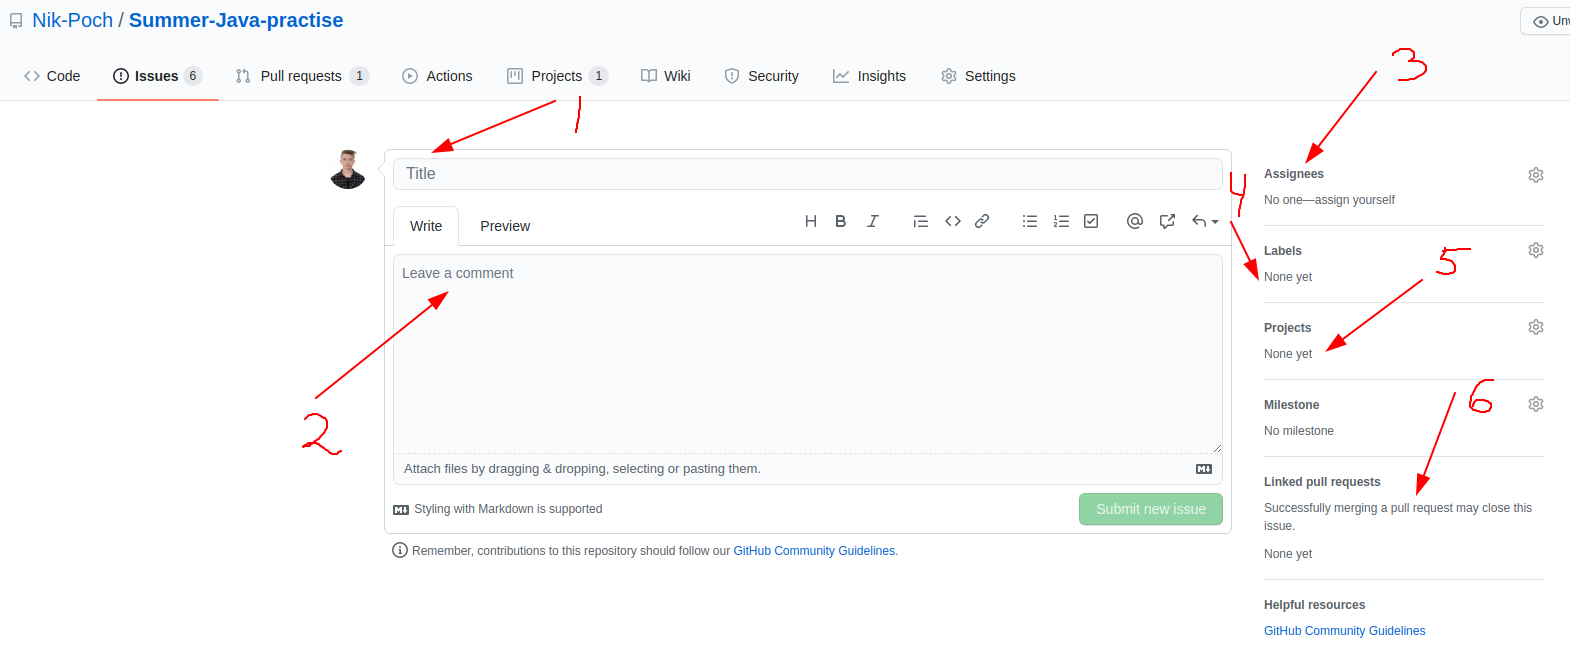 Nik-Poch / Summer-Java-practise
Code Issues 6 Pull requests 1 Actions Projects 1 Wiki Security Insights Settings
1
3
Title
Write Preview H B I
Leave a comment
2
Attach files by dragging & dropping, selecting or pasting them.
Styling with Markdown is supported
Submit new issue
Remember, contributions to this repository should follow our GitHub Community Guidelines.
Assignees
No one—assign yourself
4
Labels
None yet
5
Projects
None yet
6
Milestone
No milestone
Linked pull requests
Successfully merging a pull request may close this
issue.
None yet
Helpful resources
GitHub Community Guidelines